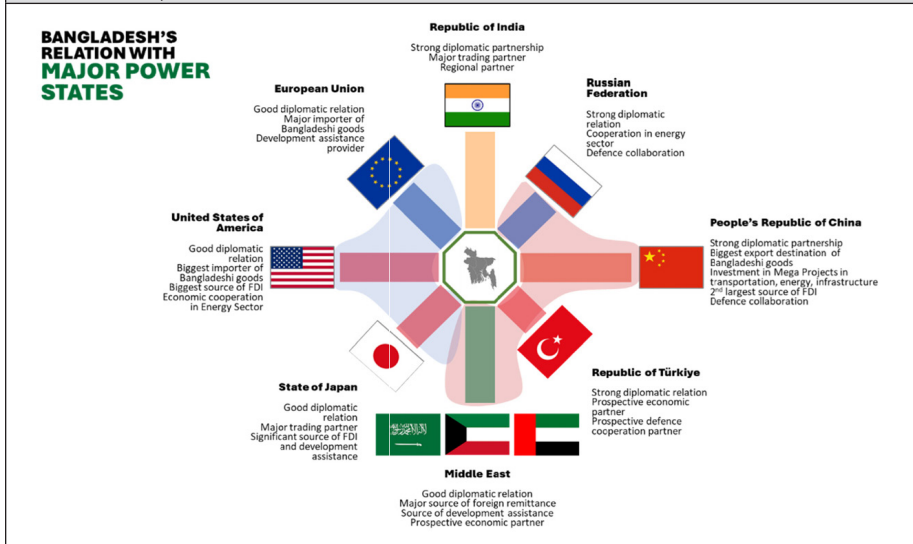 BANGLADESH'S
RELATION WITH
MAJOR POWER
STATES
Republic of India
Strong diplomatic partnership
Major trading partner
Regional partner
European Union
Good diplomatic relation
Major importer of
Bangladeshi goods
Development assistance
provider
Russian
Federation
Strong diplomatic
relation
Cooperation in energy
sector
Defence collaboration
United States of
America
Good diplomatic
relation
Biggest importer of
Bangladeshi goods
Biggest source of FDI
Economic cooperation
in Energy Sector
People's Republic of China
Strong diplomatic partnership
Biggest export destination of
Bangladeshi goods
Investment in Mega Projects in
transportation, energy, infrastructure
2nd largest source of FDI
Defence collaboration
State of Japan
Good diplomatic
relation
Major trading partner
Significant source of FDI
and development
assistance
Republic of Türkiye
Strong diplomatic relation
Prospective economic
partner
Prospective defence
cooperation partner
Middle East
Good diplomatic relation
Major source of foreign remittance
Source of development assistance
Prospective economic partner